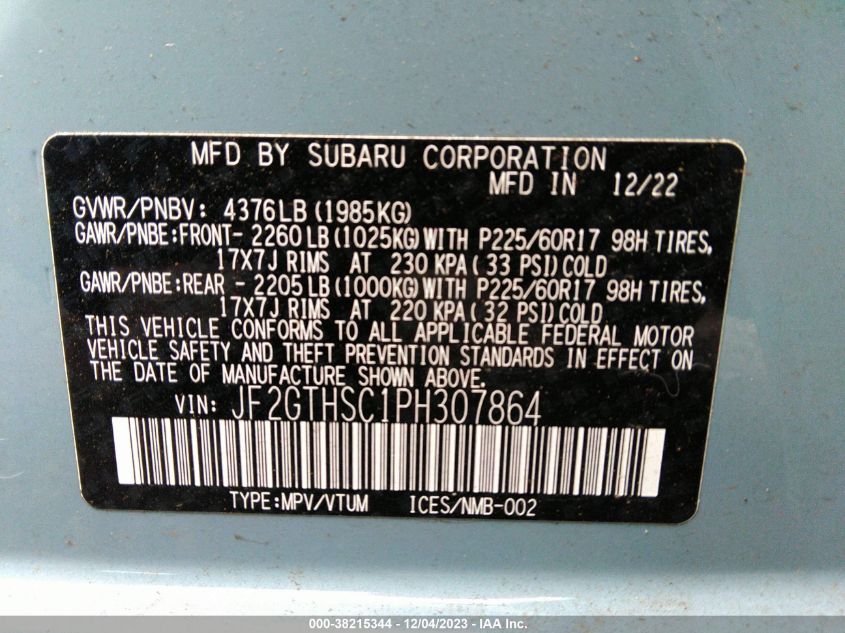 MFD BY SUBARU CORPORATION
MFD IN 12/22
GVWR/PNBV: 4376LB (1985KG)
GAWR/PNBE:FRONT- 2260LB(1025KG)WITH P225/60R17 98H TIRES,
17X7J RIMS AT 230 KPA(33 PSI)COLD
GAWR/PNBE:REAR - 2205LB(1000KG)WITH P225/60R17 98H TIRES,
17X7J RIMS AT 220 KPA(32 PSI)COLD
THIS VEHICLE CONFORMS TO ALL APPLICABLE FEDERAL MOTOR
VEHICLE SAFETY AND THEFT PREVENTION STANDARDS IN EFFECT ON
THE DATE OF MANUFACTURE SHOWN ABOVE.
VIN: JF2GTHSC1PH307864
TYPE:MPV/VTUM ICES/NMB-002
000-38215344 - 12/04/2023 - IAA Inc.